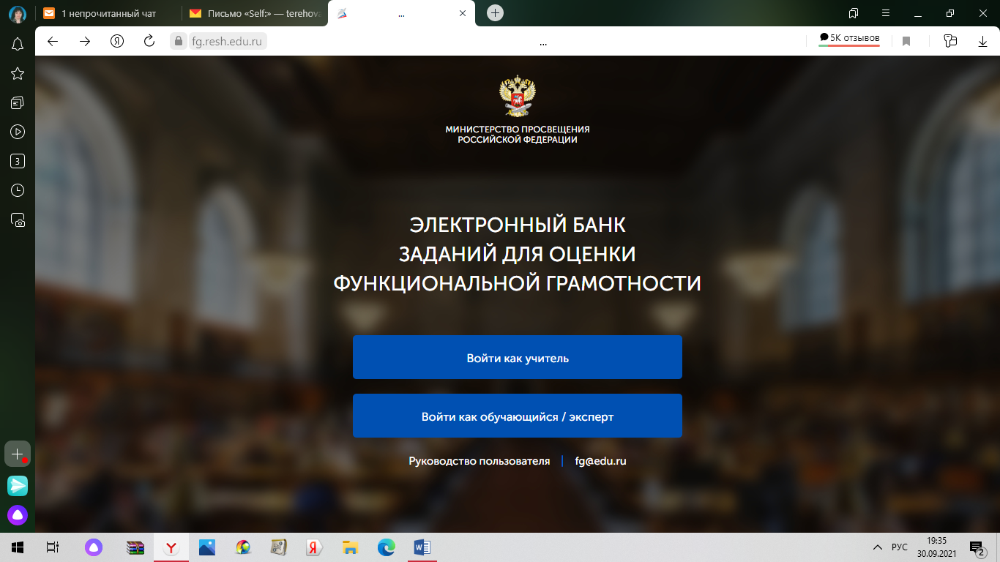 1 непрочитанный чат
Письмо «Self:» — terehova
...
fg.resh.edu.ru
...
5K отзывов
МИНИСТЕРСТВО ПРОСВЕЩЕНИЯ
РОССИЙСКОЙ ФЕДЕРАЦИИ
ЭЛЕКТРОННЫЙ БАНК
ЗАДАНИЙ ДЛЯ ОЦЕНКИ
ФУНКЦИОНАЛЬНОЙ ГРАМОТНОСТИ
Войти как учитель
Войти как обучающийся / эксперт
Руководство пользователя | fg@edu.ru
3
РУС
19:35
30.09.2021
2